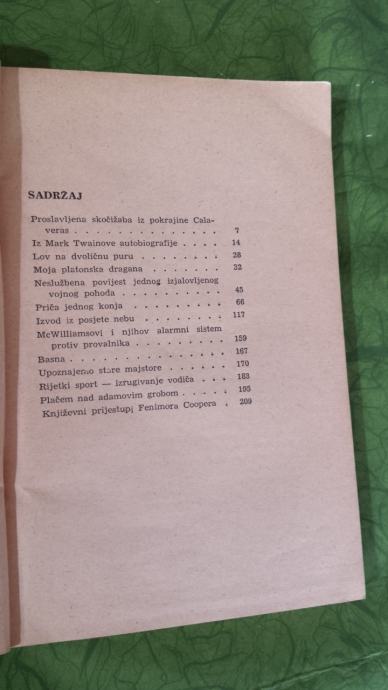 SADRŽAJ
Proslavljena skočižaba iz pokrajine Cala-
veras . . . . . . . . . . . . . . 7
Iz Mark Twainove autobiografije . . . . 14
Lov na dvoličnu puru . . . . . . . . 28
Moja platonska dragana . . . . . . . 32
Neslužbena povijest jednog izjalovljenog
vojnog pohoda . . . . . . . . . . 45
Priča jednog konja . . . . . . . . . 66
Izvod iz posjete nebu . . . . . . . . 117
McWilliamsovi i njihov alarmni sistem
protiv provalnika . . . . . . . . . 159
Basna . . . . . . . . . . . . . . 167
Upoznajemo stare majstore . . . . . . 170
Rijetki sport — izrugivanje vodiča . . . 183
Plačem nad adamovim grobom . . . . . 195
Književni prijestupi Fenimora Coopera . 209